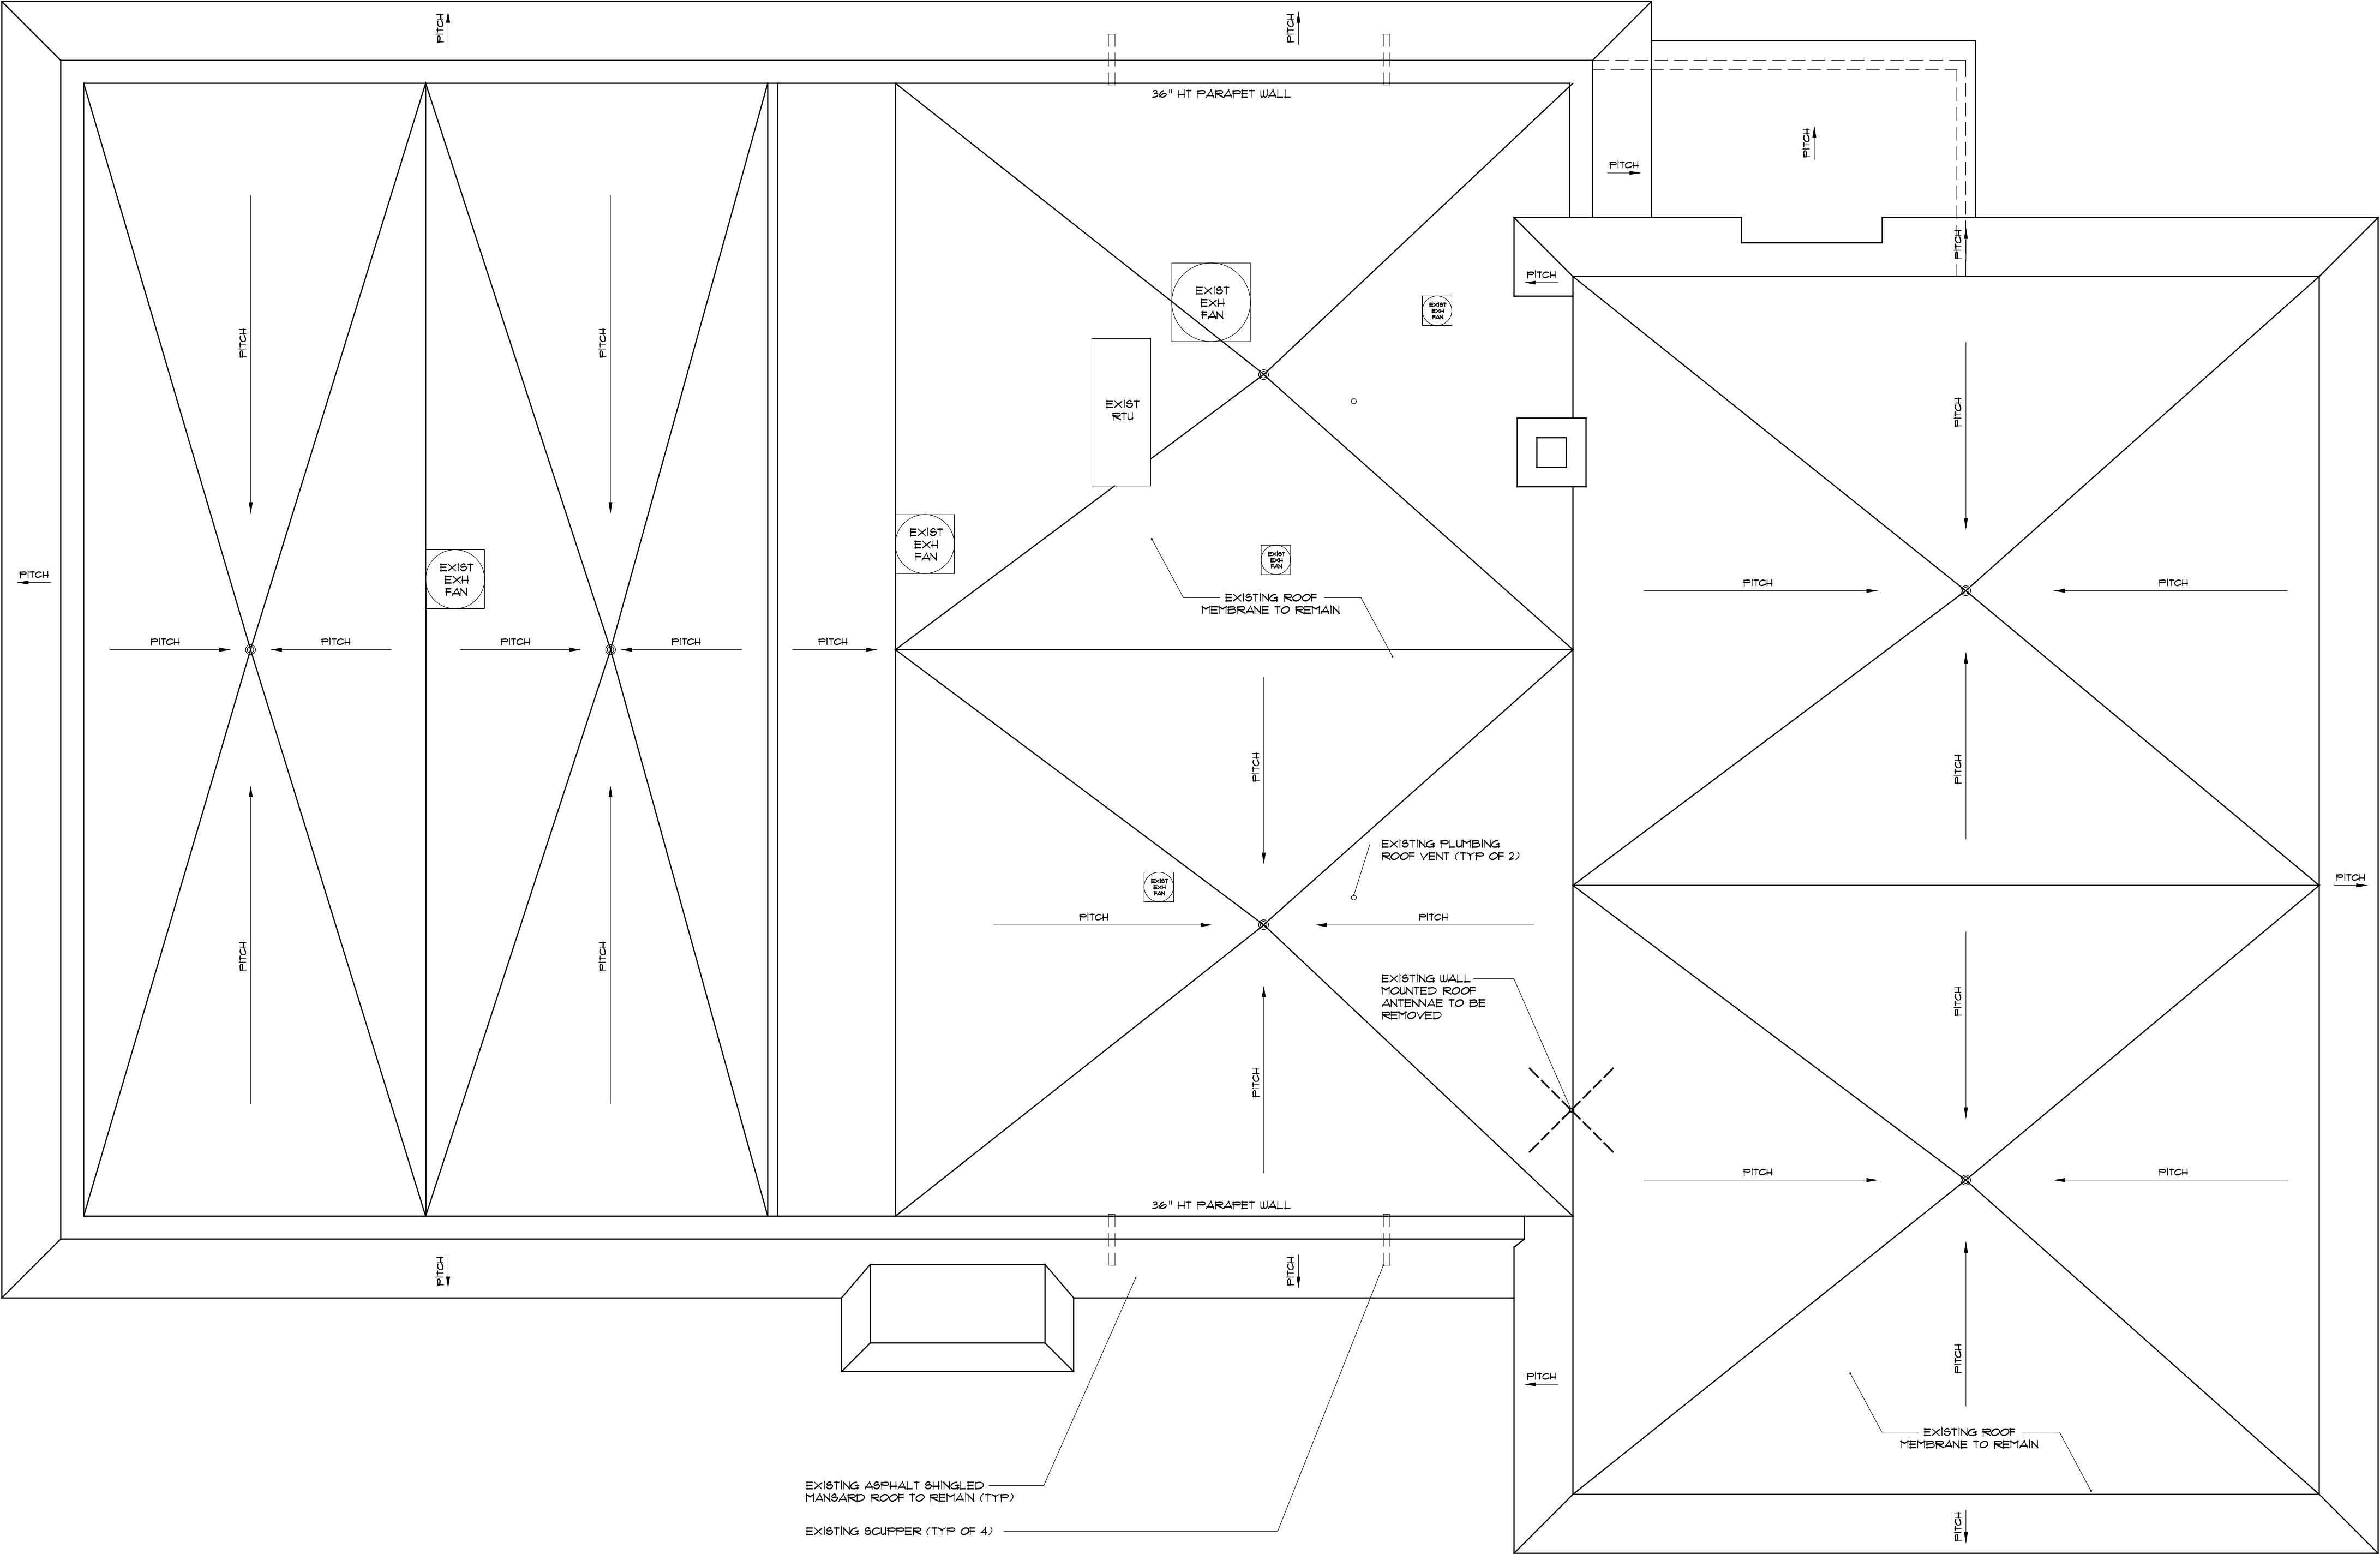 PITCH
PITCH
36" HT PARAPET WALL
PITCH
PITCH
PITCH
PITCH
EXIST
EXH
FAN
EXIST
EXH
FAN
PITCH
PITCH
EXIST
RTU
PITCH
EXIST
EXH
FAN
EXIST
EXH
FAN
EXIST
EXH
FAN
PITCH
PITCH
PITCH
EXISTING ROOF
MEMBRANE TO REMAIN
PITCH
PITCH
PITCH
PITCH
PITCH
PITCH
PITCH
EXISTING PLUMBING
ROOF VENT (TYP OF 2)
EXIST
EXH
FAN
PITCH
PITCH
PITCH
PITCH
PITCH
EXISTING WALL
MOUNTED ROOF
ANTENNAE TO BE
REMOVED
PITCH
PITCH
PITCH
PITCH
36" HT PARAPET WALL
PITCH
PITCH
PITCH
PITCH
EXISTING ROOF
MEMBRANE TO REMAIN
EXISTING ASPHALT SHINGLED
MANSARD ROOF TO REMAIN (TYP)
EXISTING SCUPPER (TYP OF 4)
PITCH